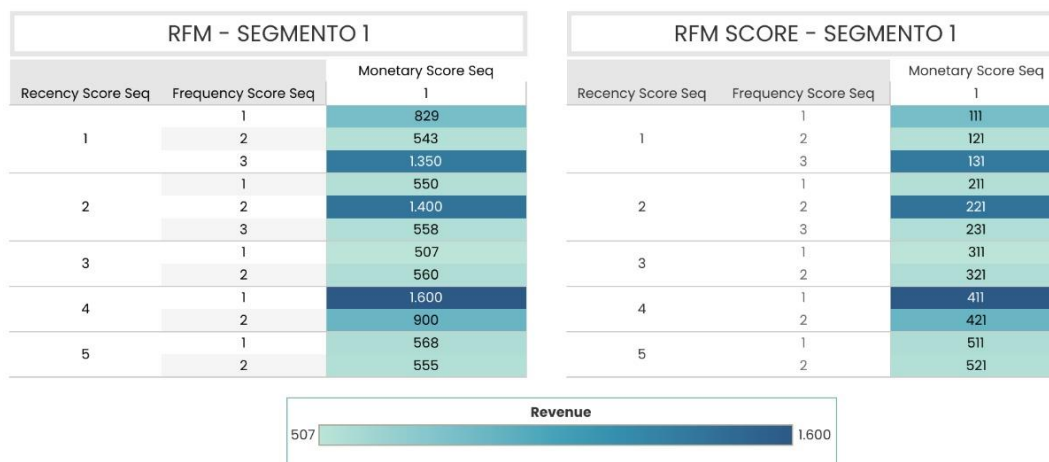 RFM - SEGMENTO 1
Monetary Score Seq
Recency Score Seq Frequency Score Seq 1
1 829
1 2 543
3 1.350
1 550
2 2 1.400
3 558
3 1 507
2 560
4 1 1.600
2 900
5 1 568
2 555
RFM SCORE - SEGMENTO 1
Monetary Score Seq
Recency Score Seq Frequency Score Seq 1
1 111
1 2 121
3 131
1 211
2 2 221
3 231
3 1 311
2 321
4 1 411
2 421
5 1 511
2 521
Revenue
507 1.600